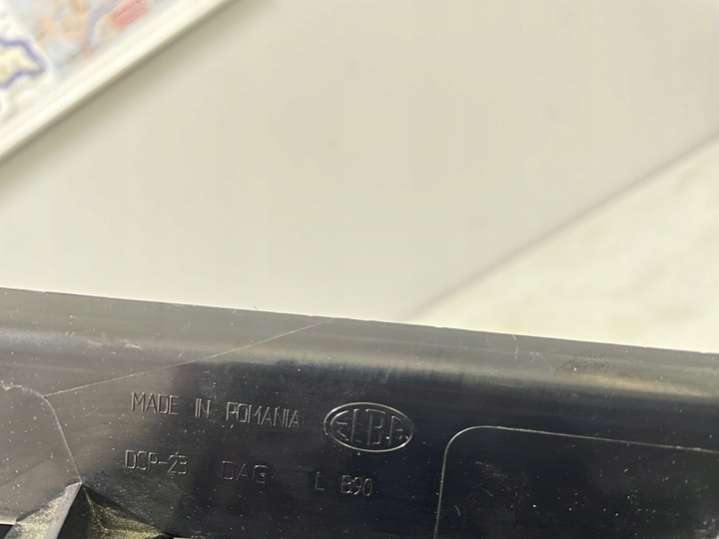 MADE IN ROMANIA ELBA
DCP-23 DAG L B90